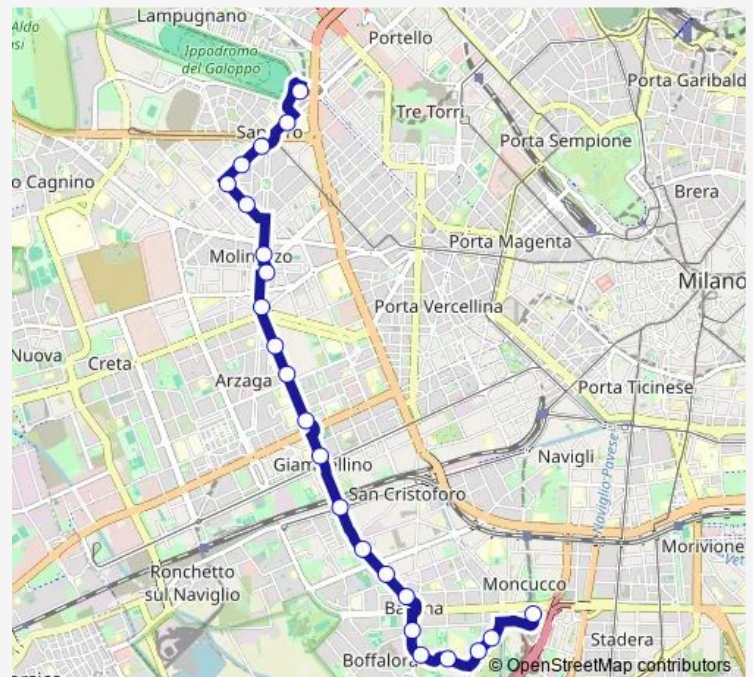 Lampugnano
Aldo
Ippodromo
del Galoppo
Portello
Porta Garibald
Tre Torri
Porta Sempione
o Cagnino
Brera
Porta Magenta
Milano
Porta Vercellina
Nuova
Creta
Arzaga
Porta Ticinese
Navigli
Naviglio Pavese
San Cristoforo
Morivione
Ronchetto
sul Naviglio
Moncucco
Stadera
Boffalora
© OpenStreetMap contributors